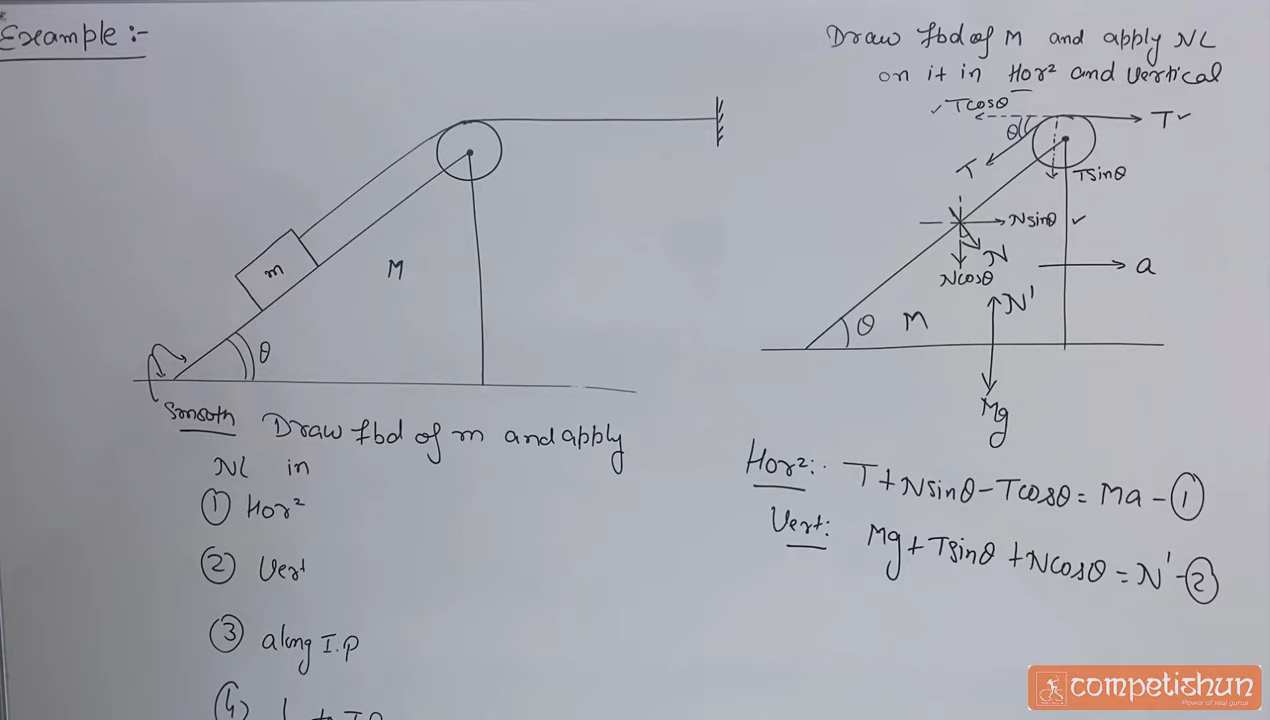 Example :-
Draw fbd of M and apply NL
on it in Hor² and vertical
m
M
θ
Smooth
Draw fbd of m and apply
NL in
① Hor²
② Vert
③ along I.P
④ ⊥ to I.P
Tcosθ
θ
T
T
Tsinθ
Nsinθ
N
Ncosθ
a
N'
θ M
Mg
Hor²: T+Nsinθ-Tcosθ = Ma -①
Vert: Mg+Tsinθ+Ncosθ = N' -②
competishun
Power of real gurus